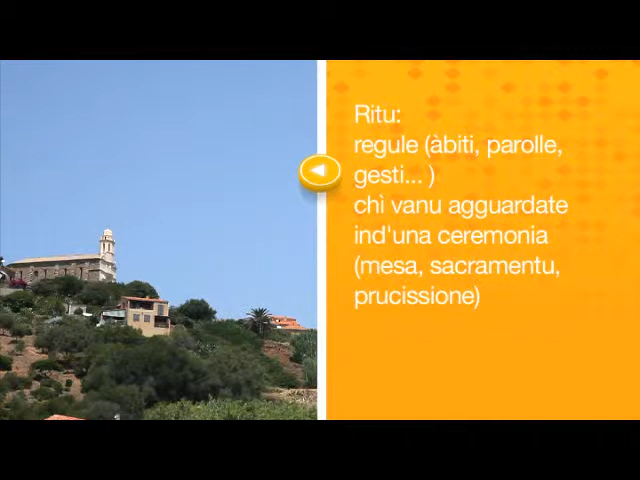 Ritu:
regule (àbiti, parolle,
gesti... )
chì vanu agguardate
ind'una ceremonia
(mesa, sacramentu,
prucissione)